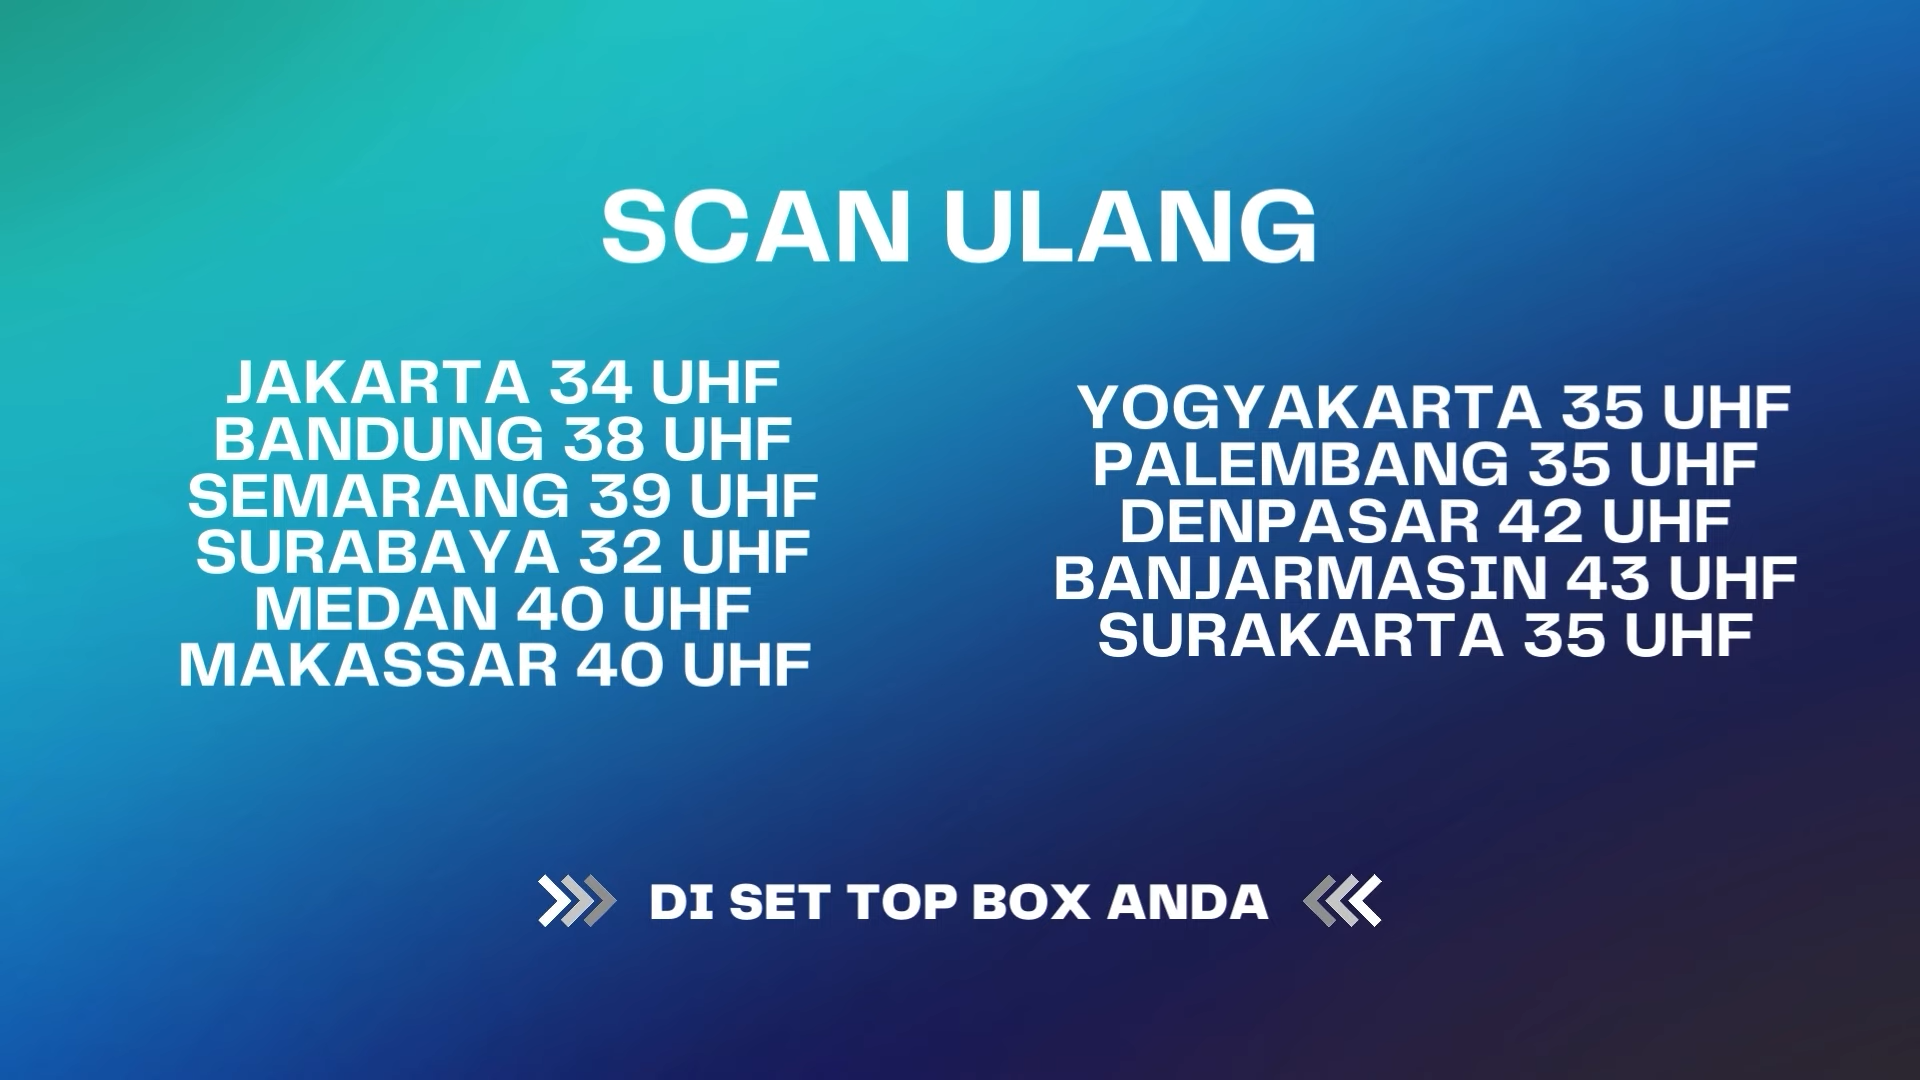 SCAN ULANG
JAKARTA 34 UHF
BANDUNG 38 UHF
SEMARANG 39 UHF
SURABAYA 32 UHF
MEDAN 40 UHF
MAKASSAR 40 UHF
YOGYAKARTA 35 UHF
PALEMBANG 35 UHF
DENPASAR 42 UHF
BANJARMASIN 43 UHF
SURAKARTA 35 UHF
DI SET TOP BOX ANDA